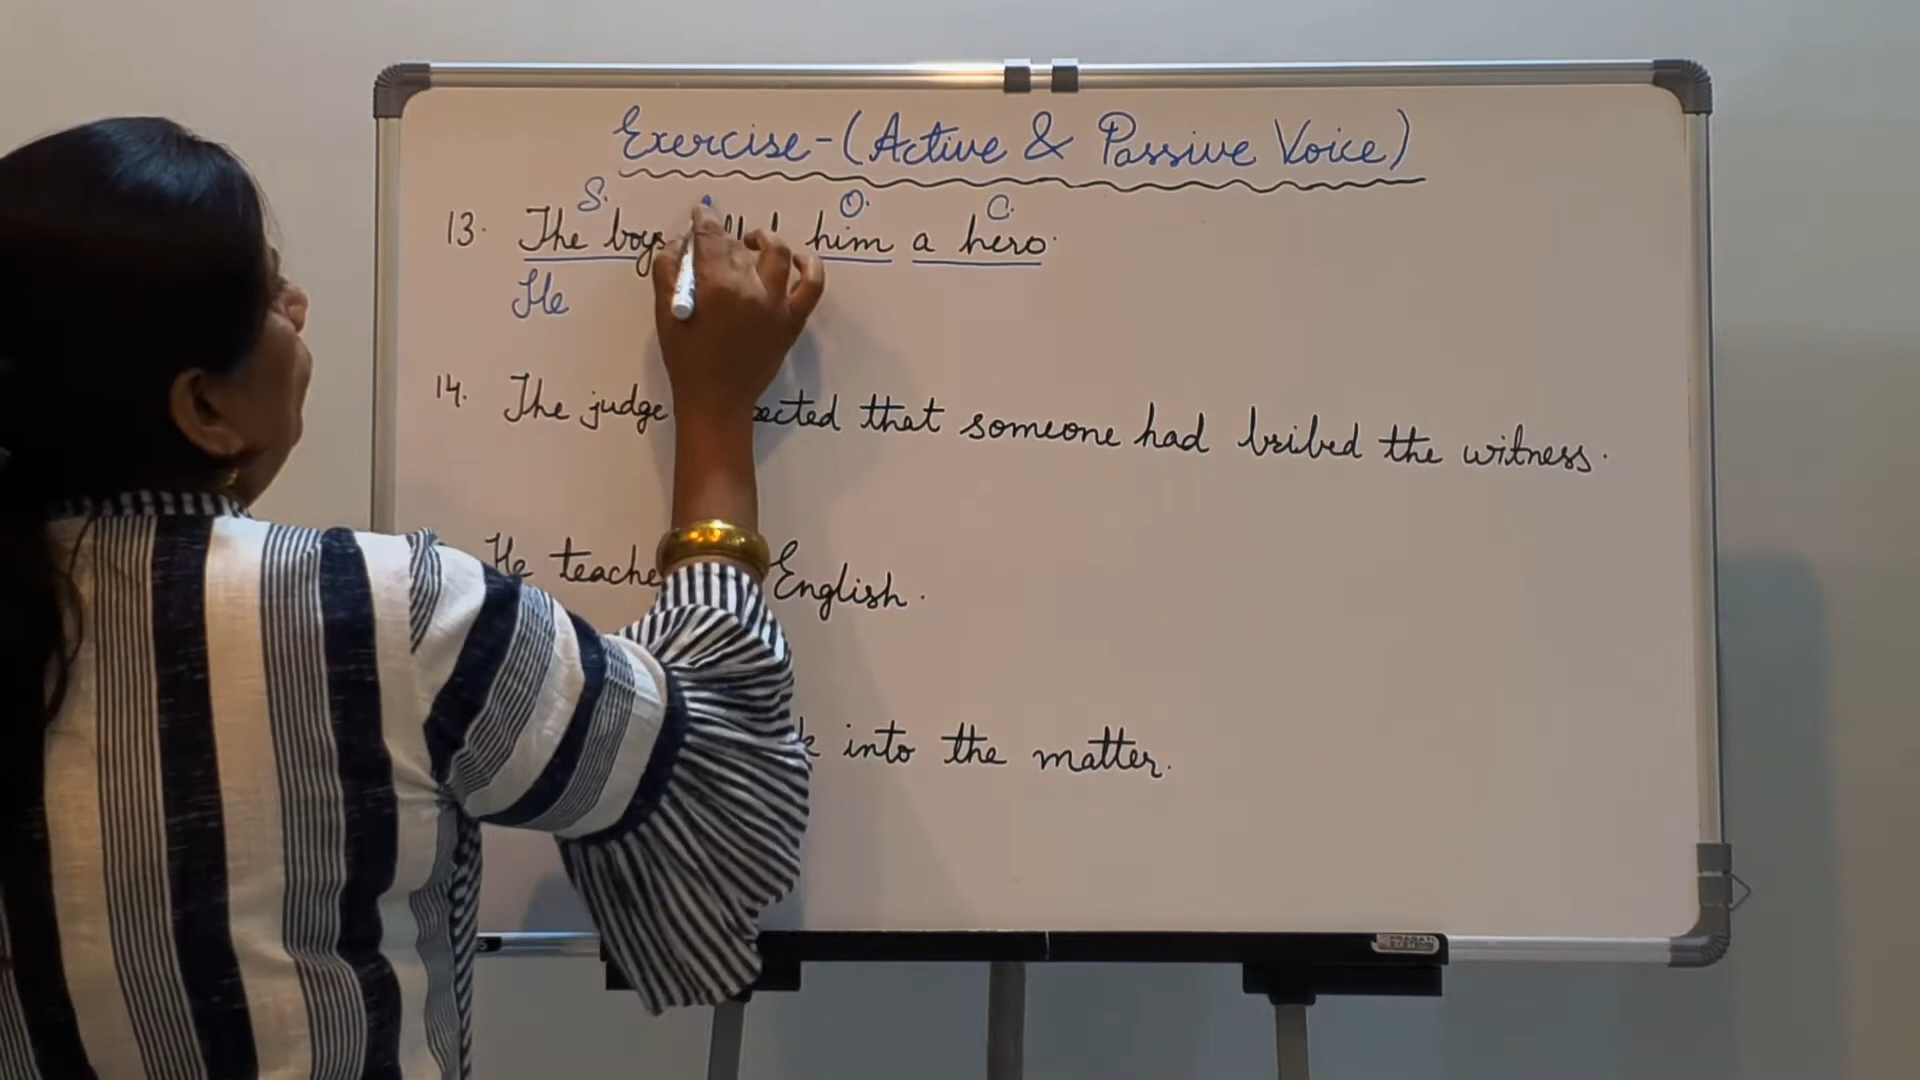 Exercise-(Active & Passive Voice)
S. O. C.
13. The boys him a hero.
He
14. The judge that someone had bribed the witness.
He English.
into the matter.